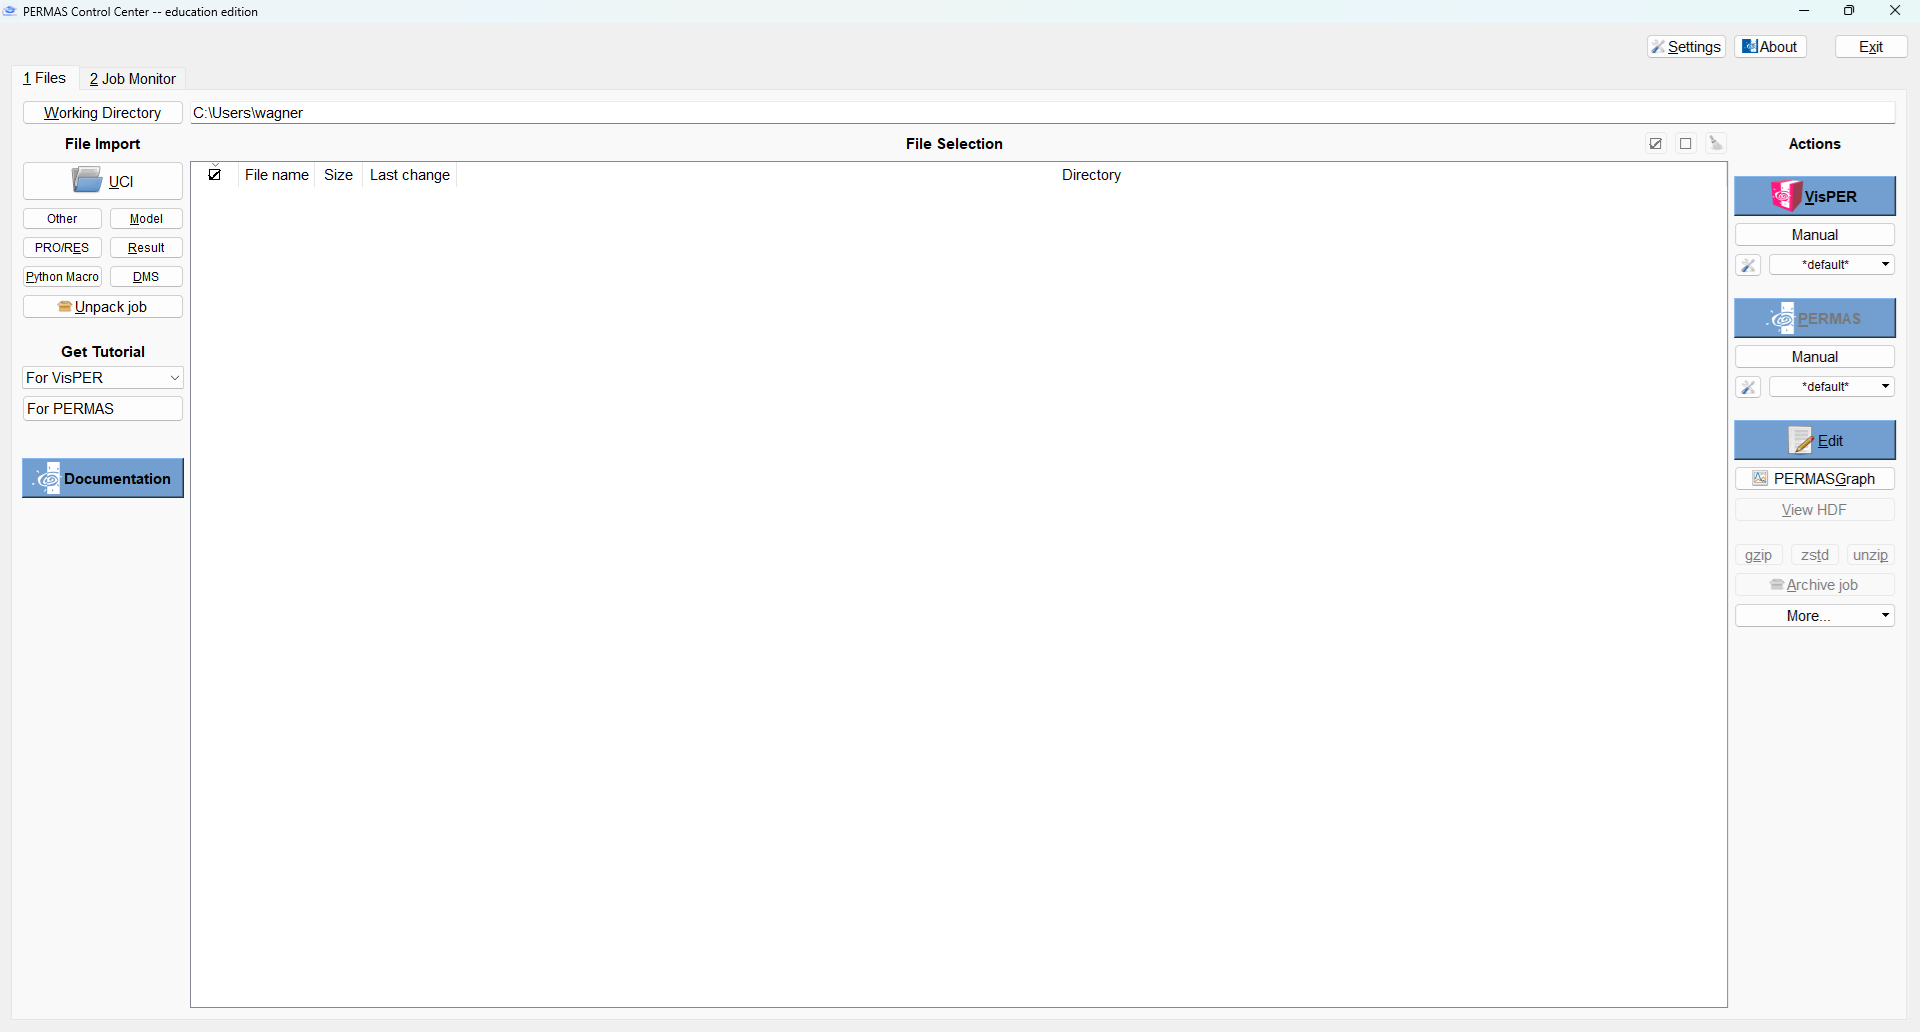 PERMAS Control Center -- education edition
Settings About Exit
1 Files 2 Job Monitor
Working Directory C:\Users\wagner
File Import File Selection Actions
UCI File name Size Last change Directory
VisPER
Other Model
Manual
PRO/RES Result
*default*
Python Macro DMS
Unpack job
PERMAS
Get Tutorial
Manual
For VisPER
*default*
For PERMAS
Edit
Documentation
PERMASGraph
View HDF
gzip zstd unzip
Archive job
More...